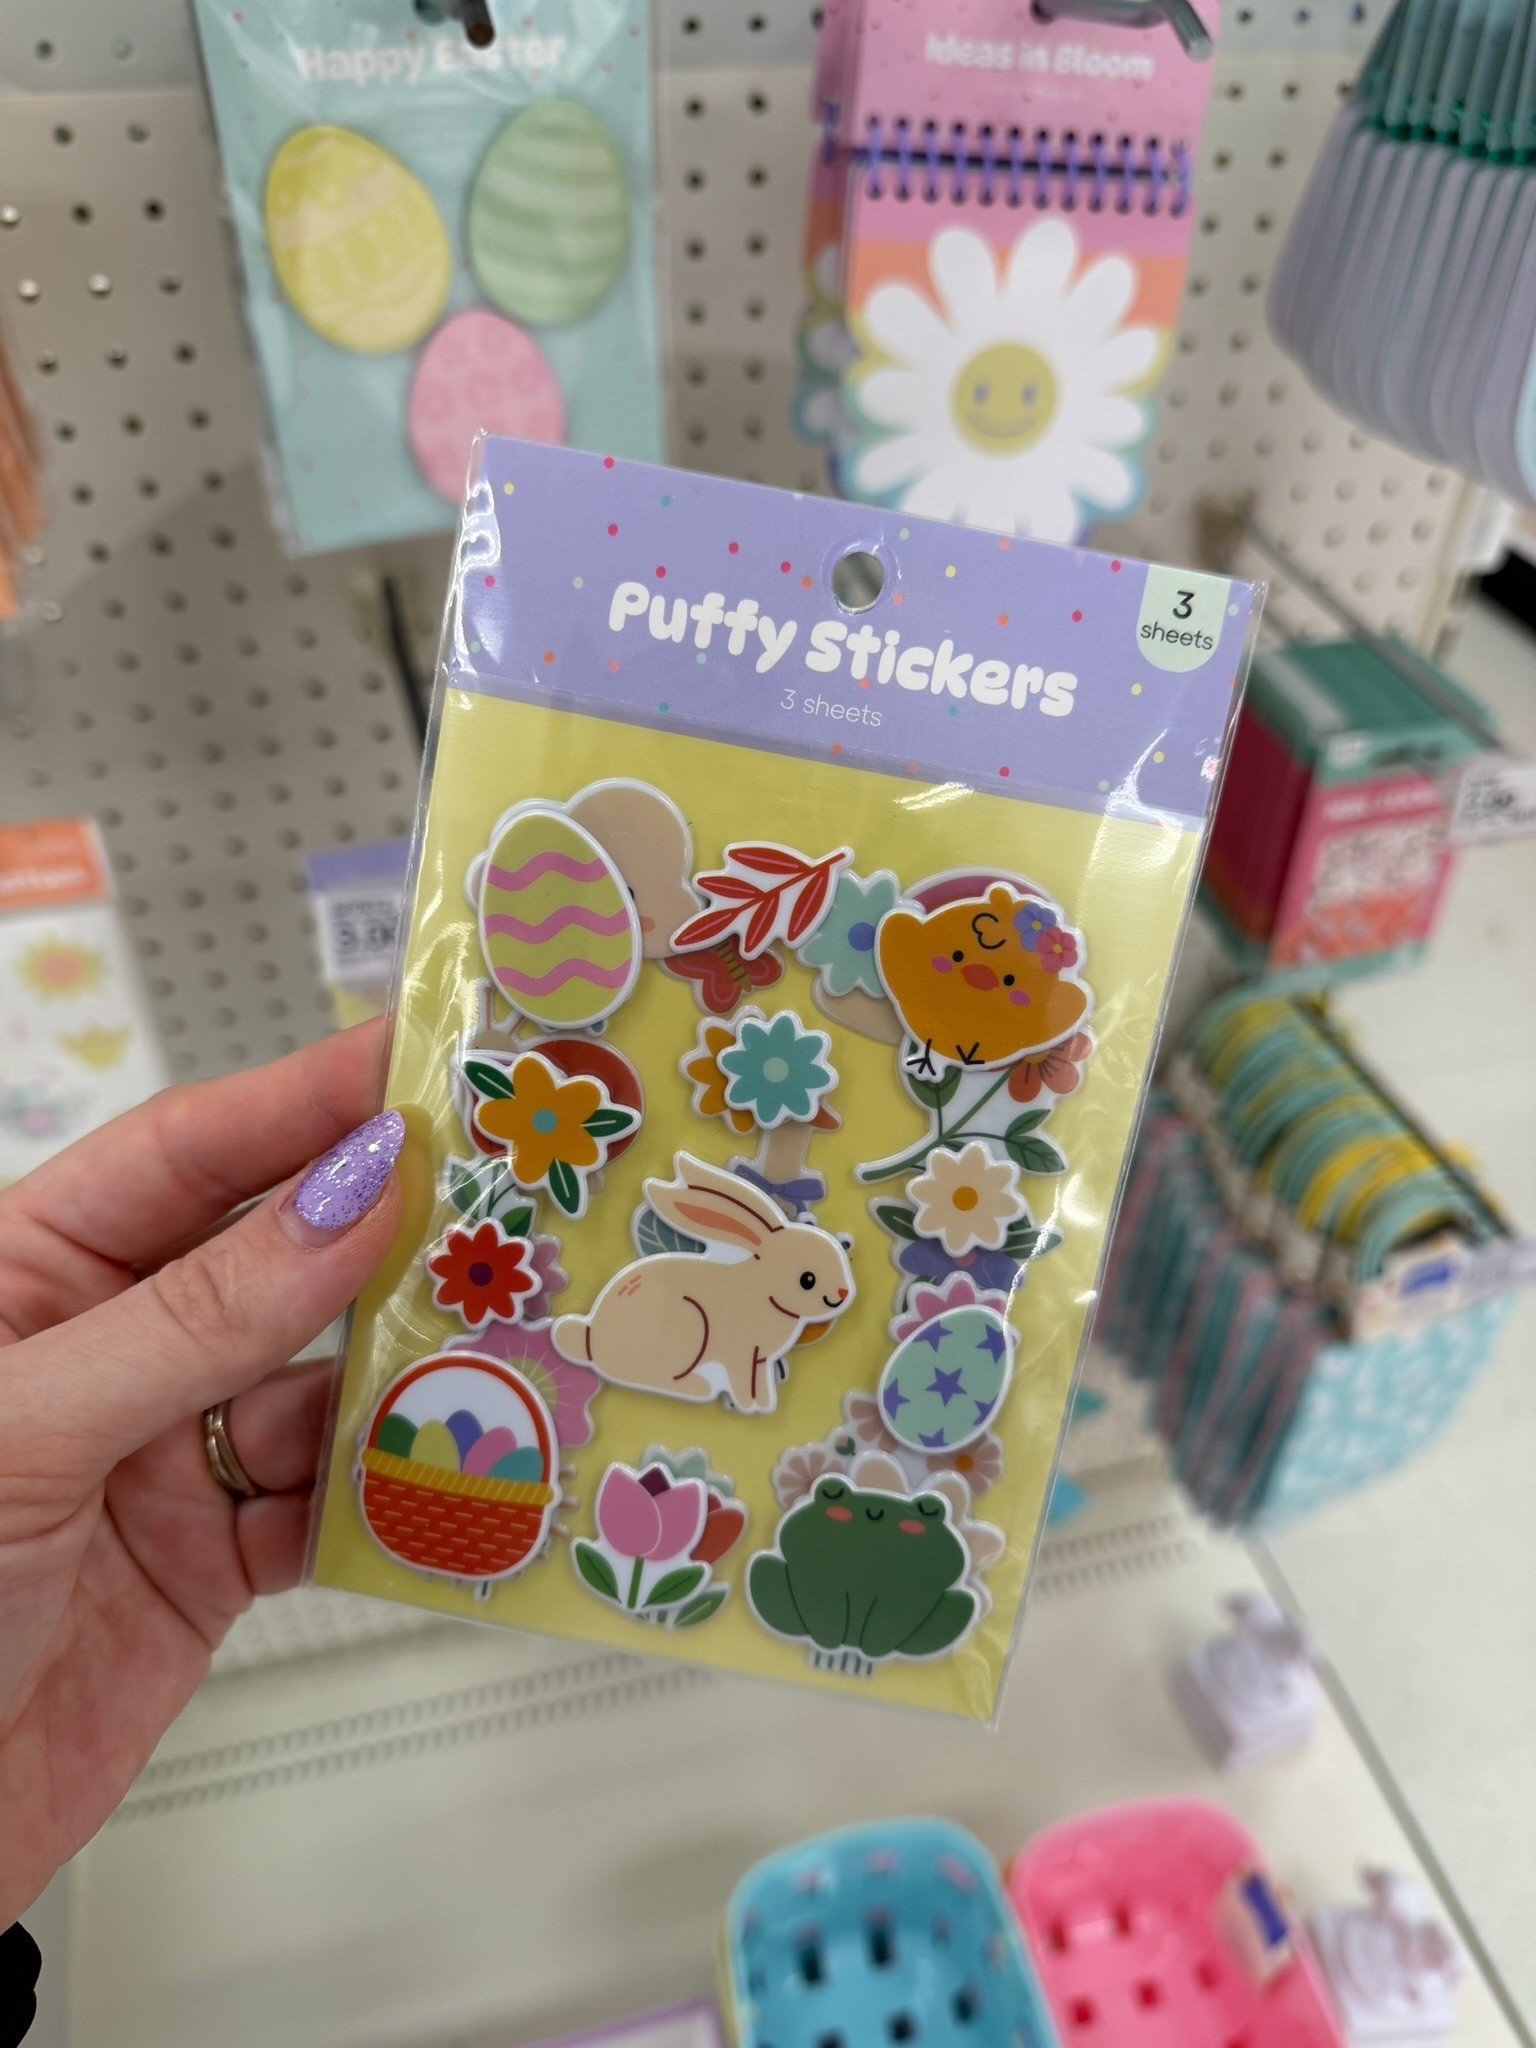 Happy Easter
Ideas in Bloom
3
sheets
Puffy Stickers
3 sheets